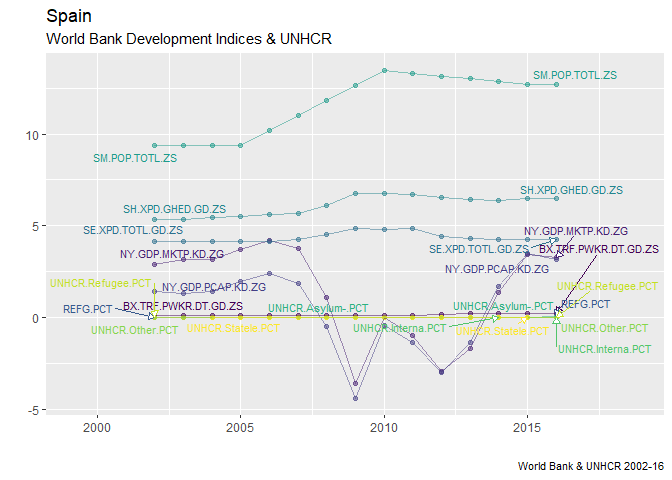 Spain
World Bank Development Indices & UNHCR
SM.POP.TOTL.ZS
10
SM.POP.TOTL.ZS
SH.XPD.GHED.GD.ZS
SH.XPD.GHED.GD.ZS
5
SE.XPD.TOTL.GD.ZS
NY.GDP.MKTP.KD.ZG
NY.GDP.MKTP.KD.ZG
SE.XPD.TOTL.GD.ZS
BX.TRF.PWKR.DT.GD.ZS
NY.GDP.PCAP.KD.ZG
UNHCR.Refugee.PCT
NY.GDP.PCAP.KD.ZG
UNHCR.Refugee.PCT
REFG.PCT
BX.TRF.PWKR.DT.GD.ZS
UNHCR.Asylum-.PCT
UNHCR.Asylum-.PCT
REFG.PCT
0
UNHCR.Other.PCT
UNHCR.Statele.PCT
UNHCR.Interna.PCT
UNHCR.Statele.PCT
UNHCR.Other.PCT
UNHCR.Interna.PCT
-5
2000
2005
2010
2015
World Bank & UNHCR 2002-16